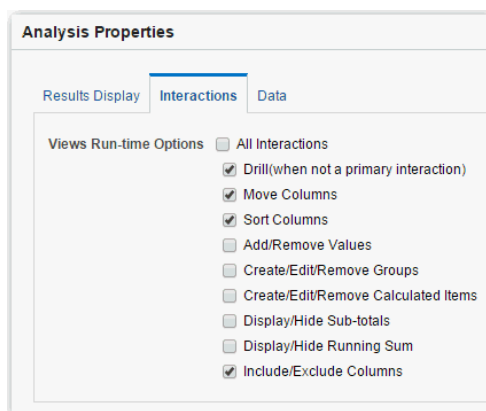 Analysis Properties
Results Display Interactions Data
Views Run-time Options All Interactions
Drill(when not a primary interaction)
Move Columns
Sort Columns
Add/Remove Values
Create/Edit/Remove Groups
Create/Edit/Remove Calculated Items
Display/Hide Sub-totals
Display/Hide Running Sum
Include/Exclude Columns